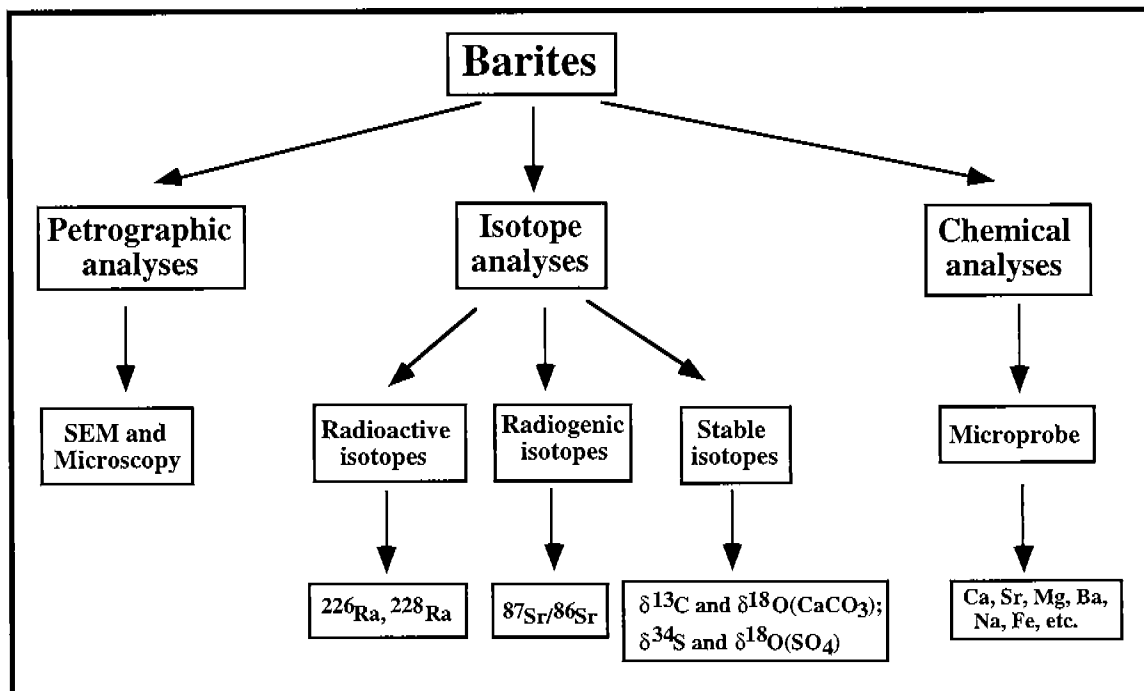 Barites
Petrographic
analyses
Isotope
analyses
Chemical
analyses
SEM and
Microscopy
Radioactive
isotopes
Radiogenic
isotopes
Stable
isotopes
Microprobe
²²⁶Ra, ²²⁸Ra
⁸⁷Sr/⁸⁶Sr
δ¹³C and δ¹⁸O(CaCO₃);
δ³⁴S and δ¹⁸O(SO₄)
Ca, Sr, Mg, Ba,
Na, Fe, etc.